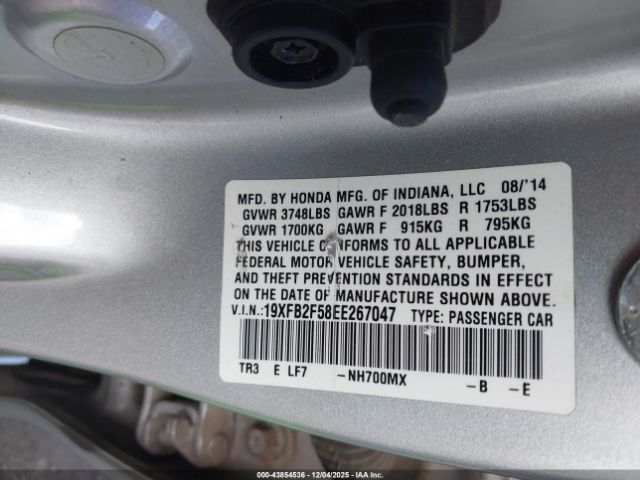 MFD. BY HONDA MFG. OF INDIANA, LLC 08/'14
GVWR 3748LBS GAWR F 2018LBS R 1753LBS
GVWR 1700KG GAWR F 915KG R 795KG
THIS VEHICLE CONFORMS TO ALL APPLICABLE
FEDERAL MOTOR VEHICLE SAFETY, BUMPER,
AND THEFT PREVENTION STANDARDS IN EFFECT
ON THE DATE OF MANUFACTURE SHOWN ABOVE.
V.I.N.:19XFB2F58EE267047 TYPE: PASSENGER CAR
TR3 E LF7 -NH700MX -B -E
IAA - 43854536 - 12/04/2025 - IAA Inc.